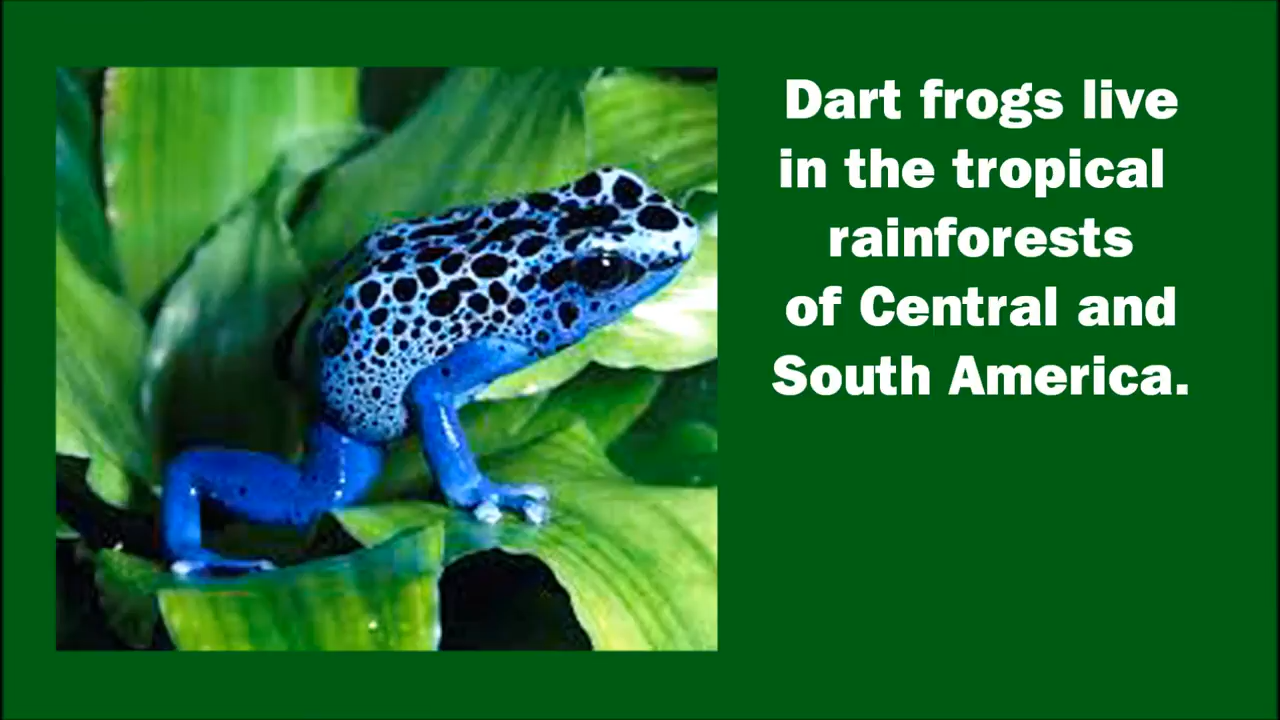 Dart frogs live
in the tropical
rainforests
of Central and
South America.